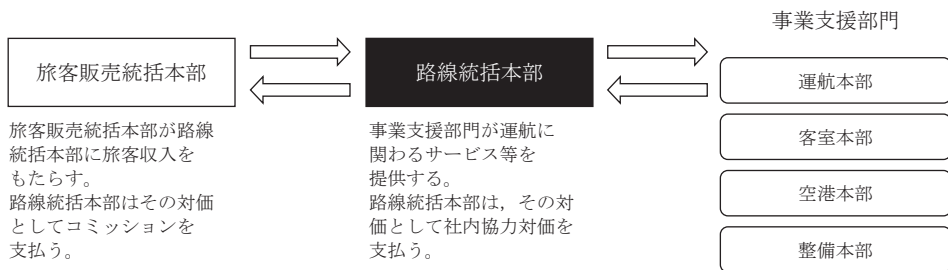 事業支援部門
旅客販売統括本部
路線統括本部
運航本部
客室本部
空港本部
整備本部
旅客販売統括本部が路線
統括本部に旅客収入を
もたらす。
路線統括本部はその対価
としてコミッションを
支払う。
事業支援部門が運航に
関わるサービス等を
提供する。
路線統括本部は，その対
価として社内協力対価を
支払う。